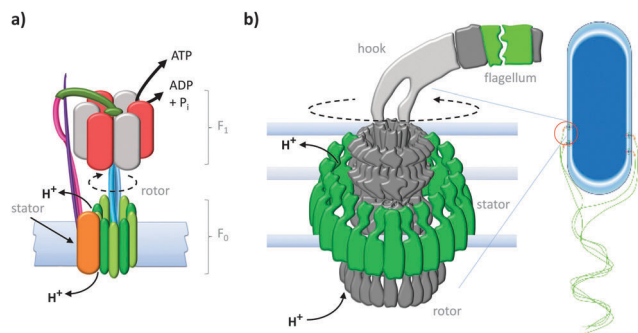 a)
ATP
ADP
+ Pi
F1
rotor
H+
stator
F0
H+
b)
hook
flagellum
H+
stator
rotor
H+